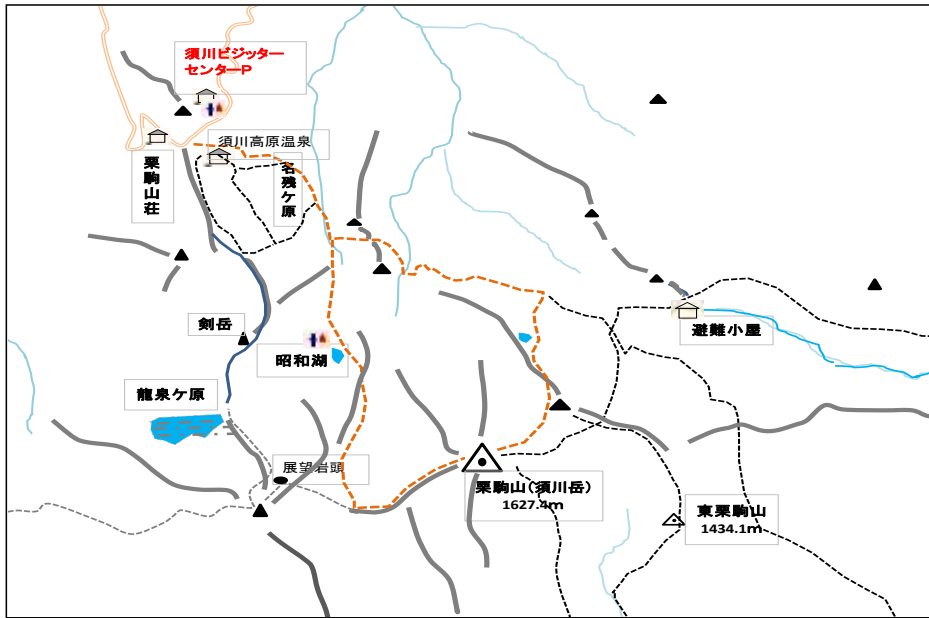 須川ビジッター
センターP
須川高原温泉
栗駒山荘
名残ケ原
避難小屋
剣岳
昭和湖
龍泉ケ原
展望岩頭
栗駒山(須川岳)
1627.4m
東栗駒山
1434.1m